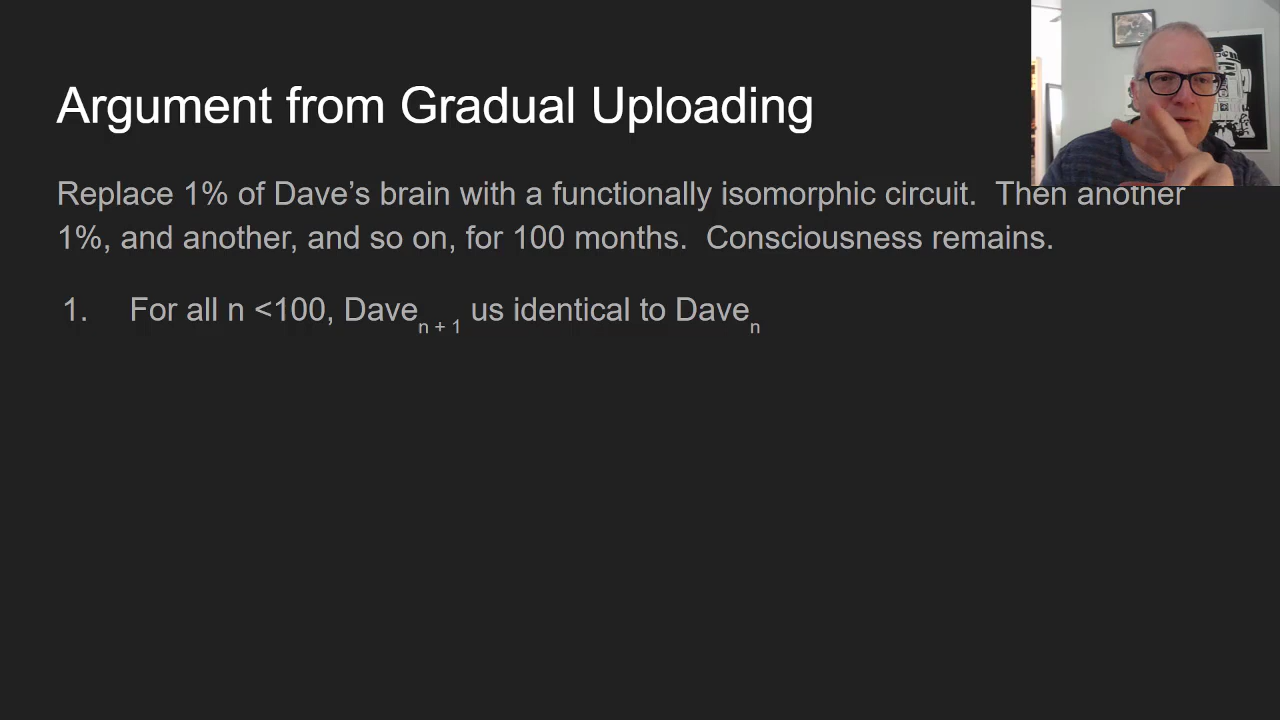 Argument from Gradual Uploading
Replace 1% of Dave’s brain with a functionally isomorphic circuit. Then another
1%, and another, and so on, for 100 months. Consciousness remains.
1. For all n <100, Dave n + 1 us identical to Dave n